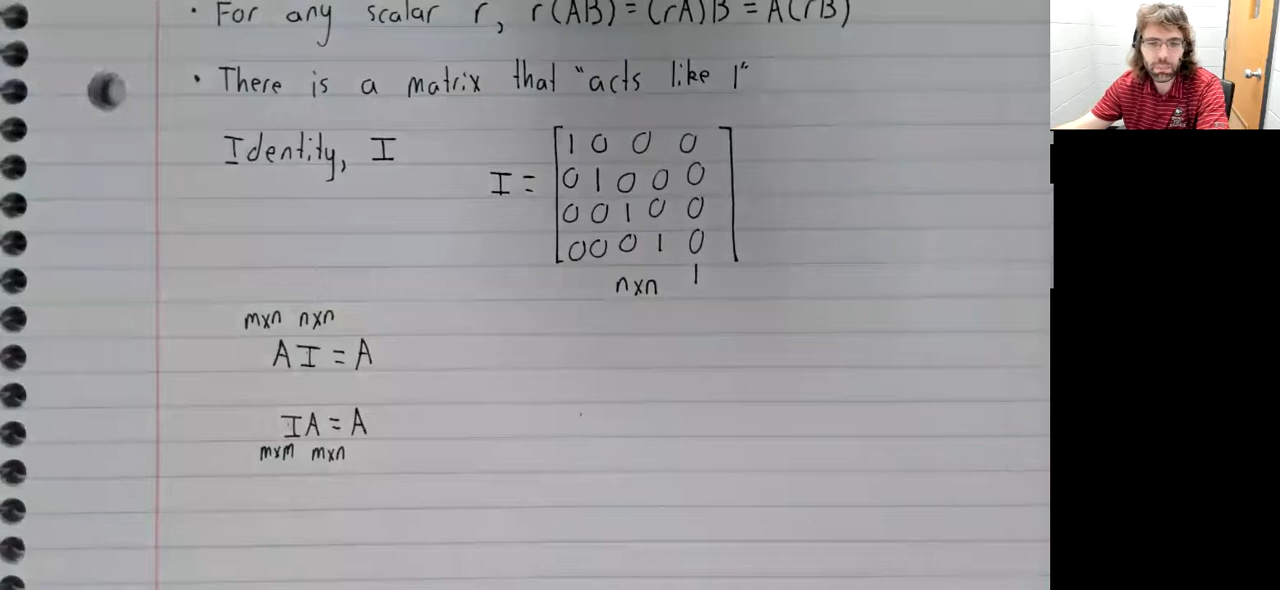 · For any scalar r, r(AB) = (rA)B = A(rB)
· There is a matrix that "acts like 1"
Identity, I
I = [1 0 0 0
0 1 0 0 0
0 0 1 0 0
0 0 0 1 0]
n×n 1
m×n n×n
AI = A
IA = A
m×m m×n